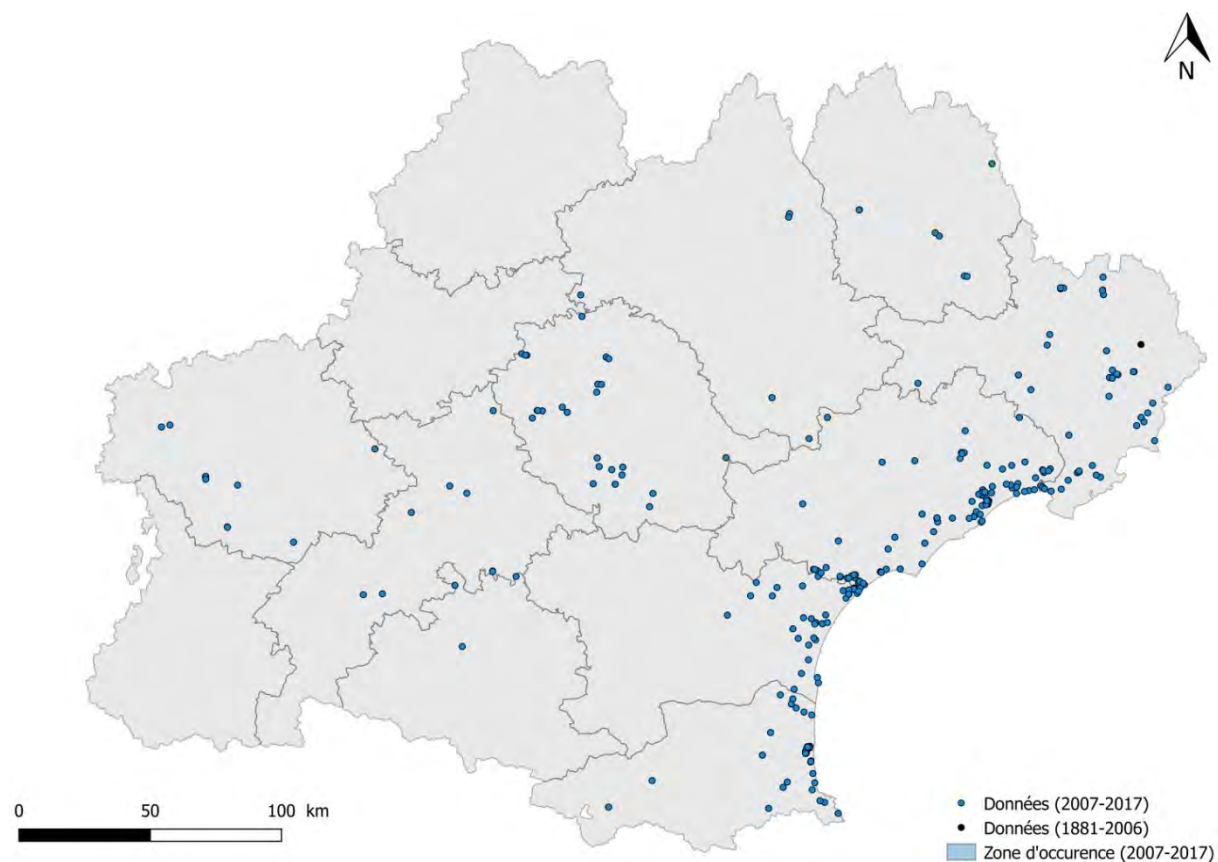 N
0 50 100 km
Données (2007-2017)
Données (1881-2006)
Zone d'occurence (2007-2017)